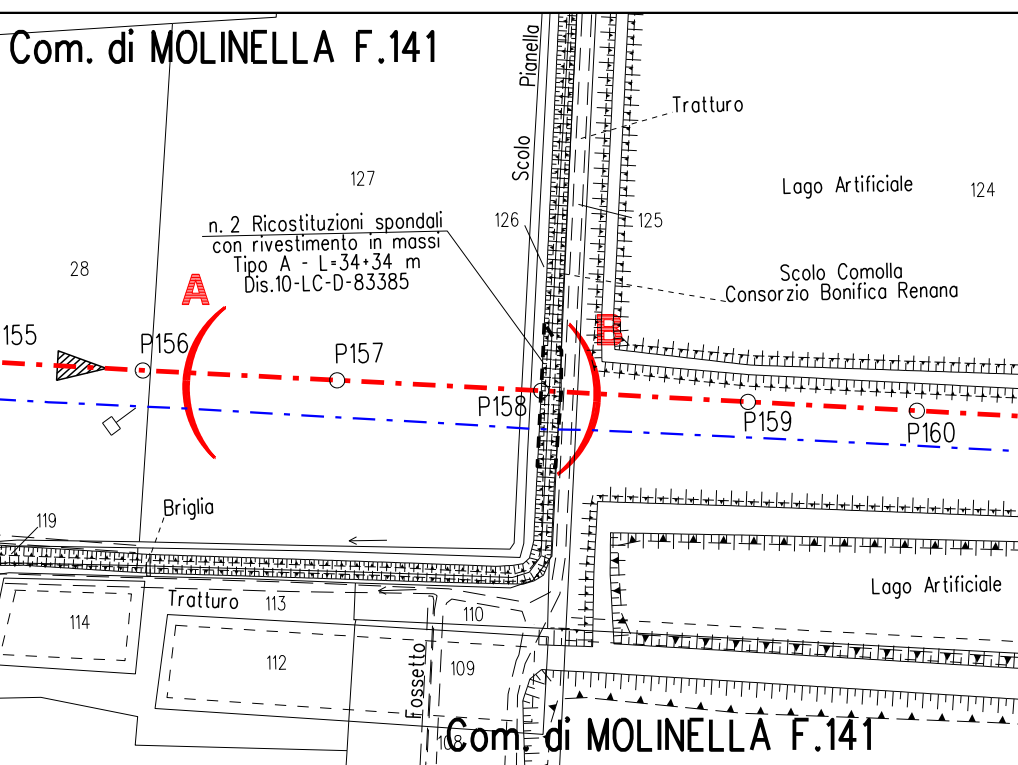 Com. di MOLINELLA F.141
Pianella
Scolo
Tratturo
127
Lago Artificiale
124
126
125
n. 2 Ricostituzioni spondali
con rivestimento in massi
Tipo A - L=34+34 m
Dis.10-LC-D-83385
28
Scolo Comolla
Consorzio Bonifica Renana
A
B
155
P156
P157
P158
P159
P160
119
Briglia
Tratturo
113
110
Lago Artificiale
114
112
109
Fossetto
108
Com. di MOLINELLA F.141